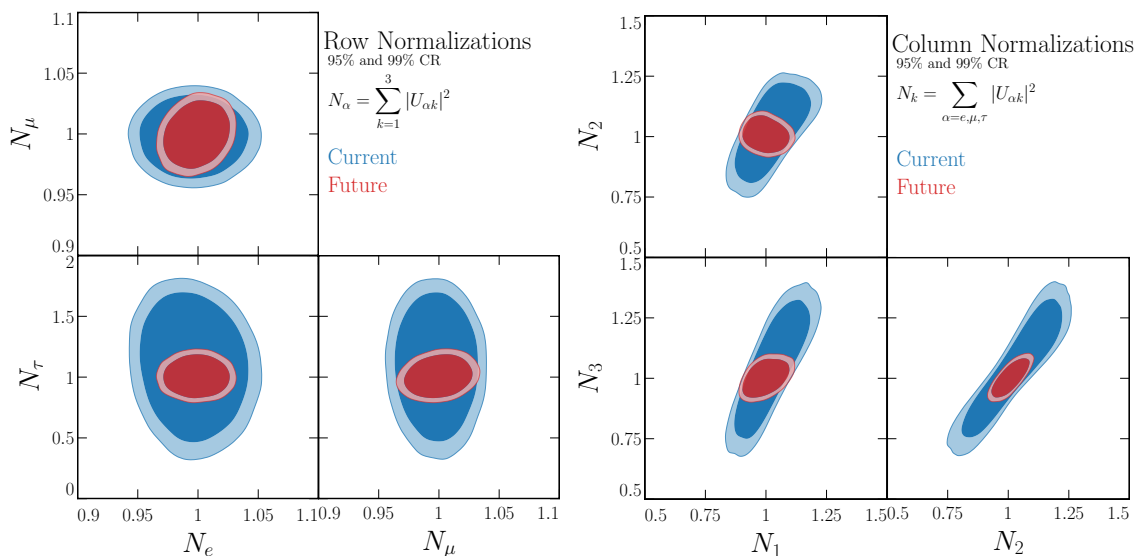 1.1
1.05
1
0.95
0.9
N_μ
Row Normalizations
95% and 99% CR
N_α = ∑_{k=1}^{3} |U_{αk}|^2
Current
Future
2
1.5
1
0.5
0
N_τ
0.9 0.95 1 1.05 1.1
N_e
0.9 0.95 1 1.05 1.1
N_μ
1.5
1.25
1
0.75
0.5
N_2
Column Normalizations
95% and 99% CR
N_k = ∑_{α=e,μ,τ} |U_{αk}|^2
Current
Future
1.5
1.25
1
0.75
0.5
N_3
0.5 0.75 1 1.25 1.5
N_1
0.5 0.75 1 1.25 1.5
N_2